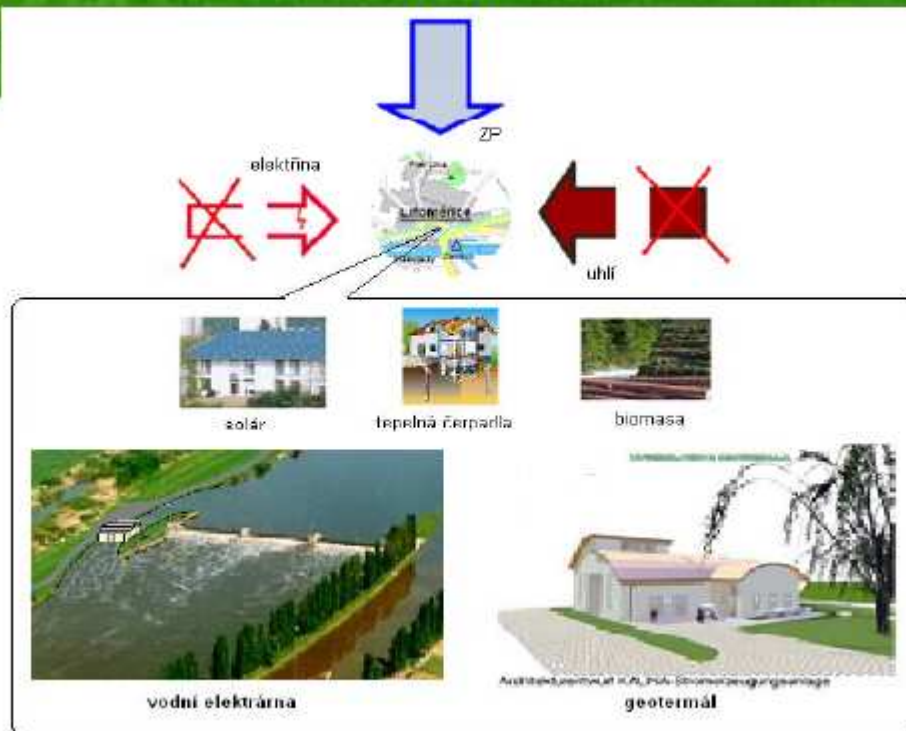 ZP
elektřina
Litoměřice
uhlí
solár
tepelná čerpadla
biomasa
vodní elektrárna
geotermál